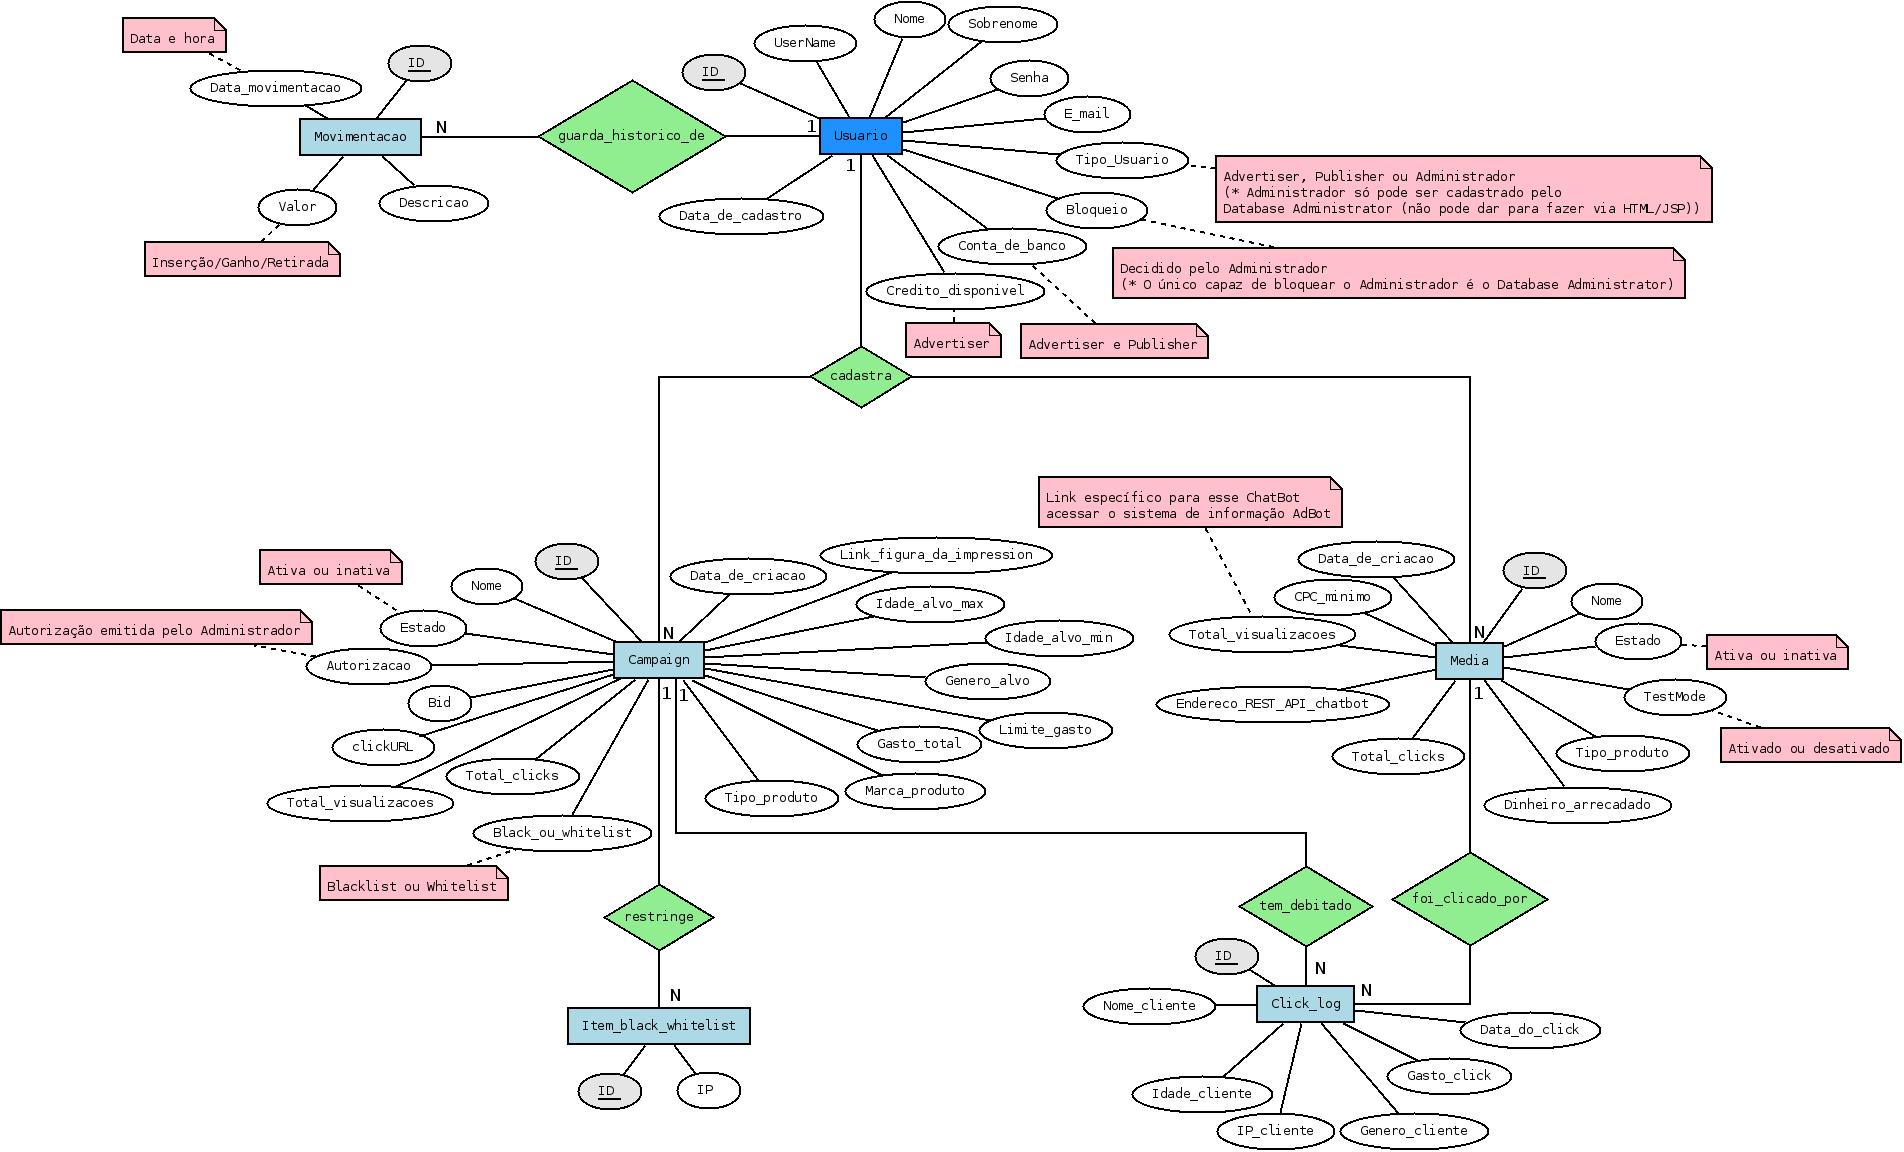 Data e hora
ID
Data_movimentacao
Movimentacao
N
Valor
Descricao
Inserção/Ganho/Retirada
guarda_historico_de
1
Usuario
1
ID
UserName
Nome
Sobrenome
Senha
E_mail
Tipo_Usuario
Advertiser, Publisher ou Administrador
(* Administrador só pode ser cadastrado pelo
Database Administrator (não pode dar para fazer via HTML/JSP))
Bloqueio
Decidido pelo Administrador
(* O único capaz de bloquear o Administrador é o Database Administrator)
Data_de_cadastro
Conta_de_banco
Credito_disponivel
Advertiser
Advertiser e Publisher
cadastra
Link específico para esse ChatBot
acessar o sistema de informação AdBot
Ativa ou inativa
Nome
ID
Data_de_criacao
Link_figura_da_impression
Idade_alvo_max
Idade_alvo_min
Autorização emitida pelo Administrador
Estado
Autorizacao
N
Campaign
1
1
Genero_alvo
Bid
clickURL
Limite_gasto
Gasto_total
Total_clicks
Total_visualizacoes
Tipo_produto
Marca_produto
Black_ou_whitelist
Blacklist ou Whitelist
Data_de_criacao
ID
CPC_minimo
Nome
Total_visualizacoes
N
Estado
Ativa ou inativa
Media
1
Endereco_REST_API_chatbot
TestMode
Ativado ou desativado
Total_clicks
Tipo_produto
Dinheiro_arrecadado
restringe
N
Item_black_whitelist
ID
IP
tem_debitado
foi_clicado_por
ID
N
N
Click_log
Nome_cliente
Data_do_click
Gasto_click
Idade_cliente
IP_cliente
Genero_cliente